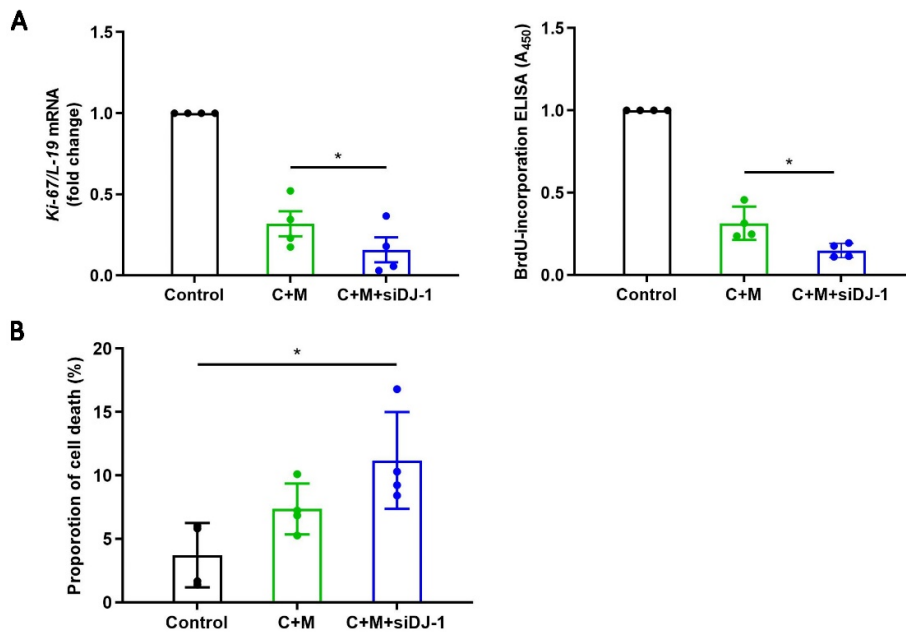 A
Ki-67/L-19 mRNA
(fold change)
1.5
1.0
0.5
0.0
*
Control
C+M
C+M+siDJ-1
BrdU-incorporation ELISA (A450)
1.5
1.0
0.5
0.0
*
Control
C+M
C+M+siDJ-1
B
Proporotion of cell death (%)
20
15
10
5
0
*
Control
C+M
C+M+siDJ-1